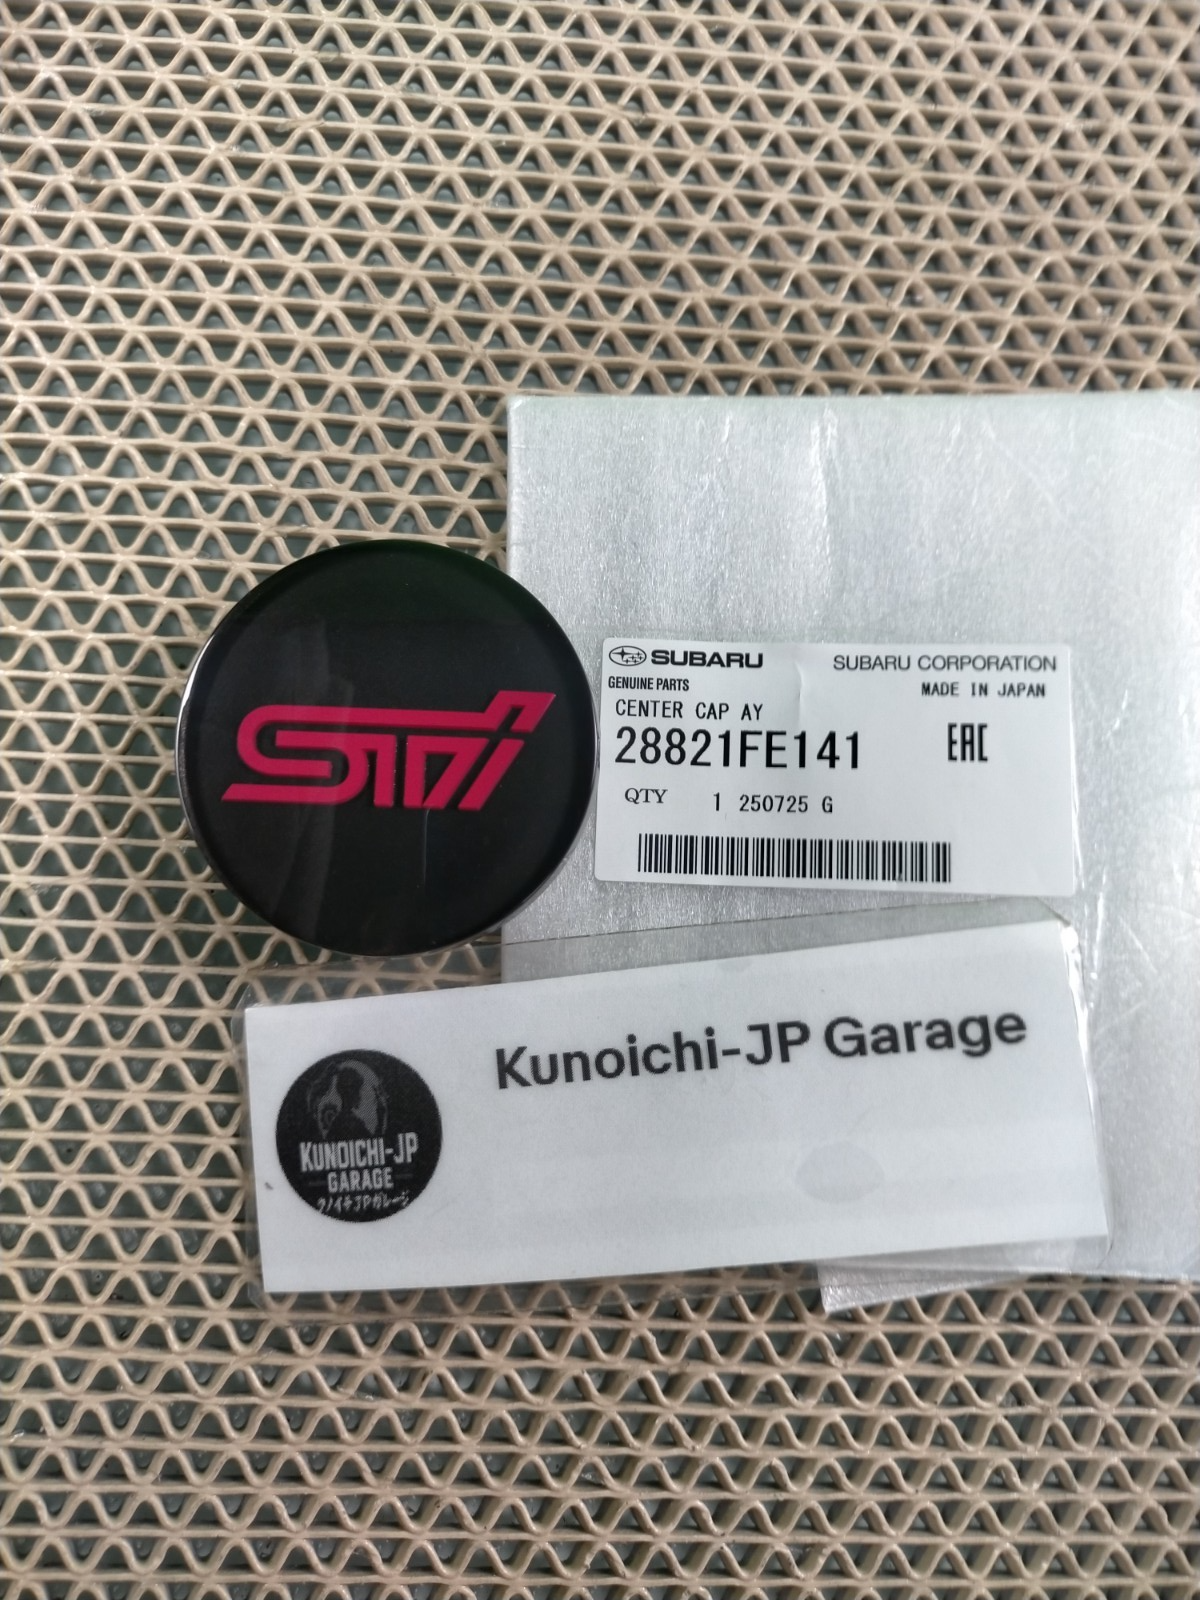 STi
SUBARU
SUBARU CORPORATION
GENUINE PARTS
MADE IN JAPAN
CENTER CAP AY
28821FE141
EAC
QTY 1 250725 G
Kunoichi-JP Garage
KUNOICHI-JP
GARAGE
クノイチJPガレージ